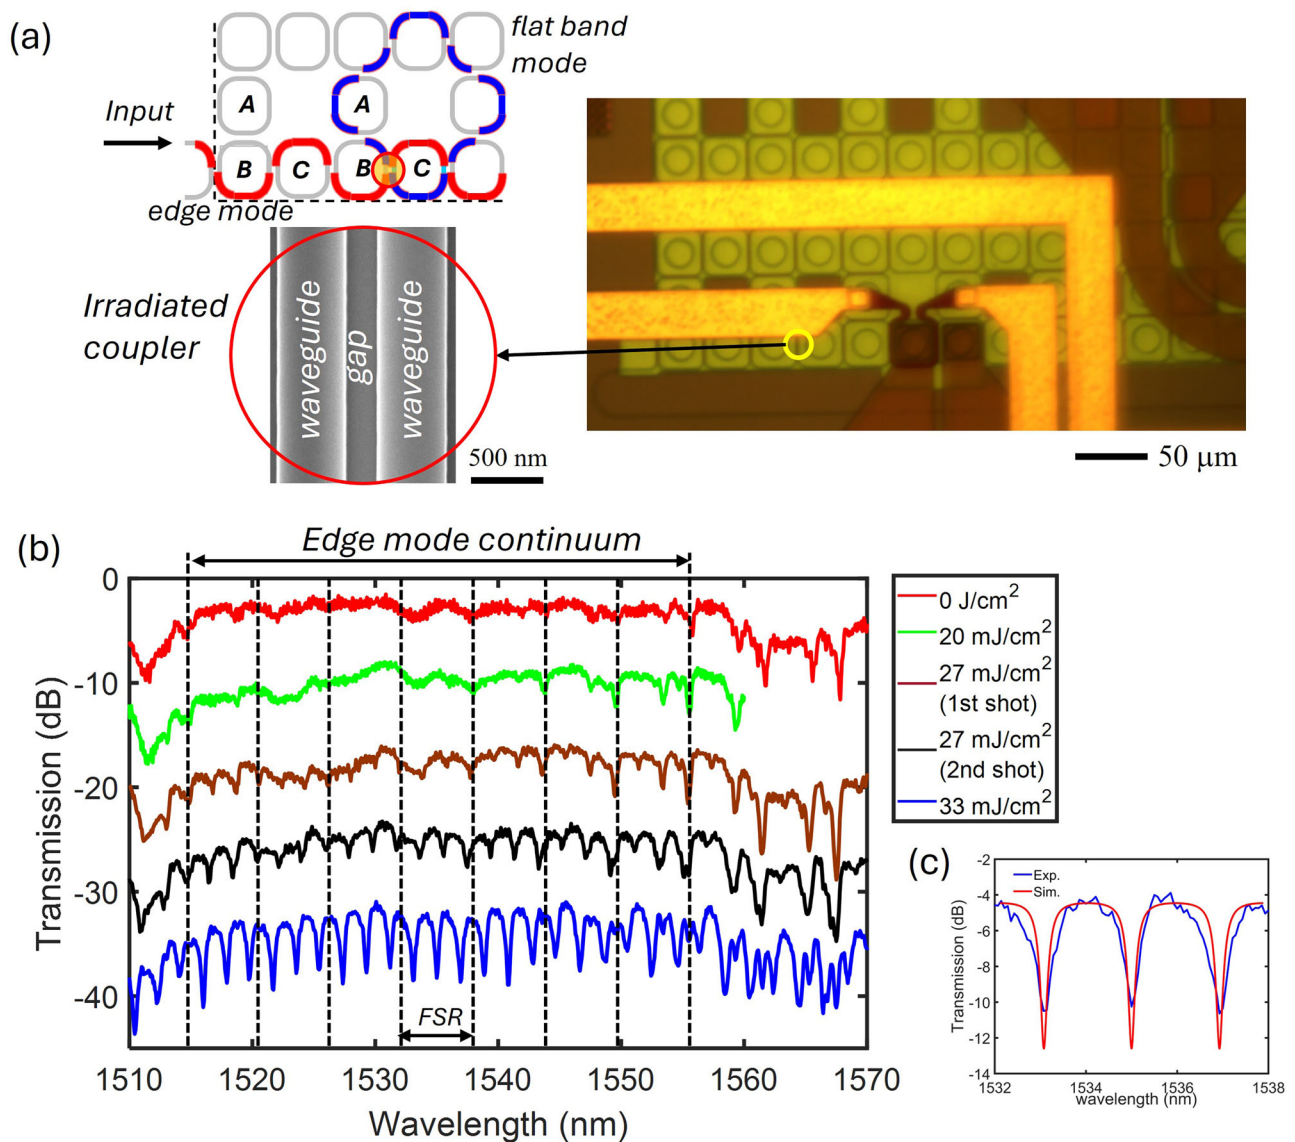 (a)
flat band
mode
Input
A
A
B
C
B
C
edge mode
Irradiated
coupler
waveguide
gap
waveguide
500 nm
50 μm
(b)
Edge mode continuum
0
-10
-20
-30
-40
Transmission (dB)
FSR
1510
1520
1530
1540
1550
1560
1570
Wavelength (nm)
0 J/cm²
20 mJ/cm²
27 mJ/cm²
(1st shot)
27 mJ/cm²
(2nd shot)
33 mJ/cm²
(c)
-2
-4
-6
-8
-10
-12
-14
Transmission (dB)
Exp.
Sim.
1532
1534
1536
1538
wavelength (nm)